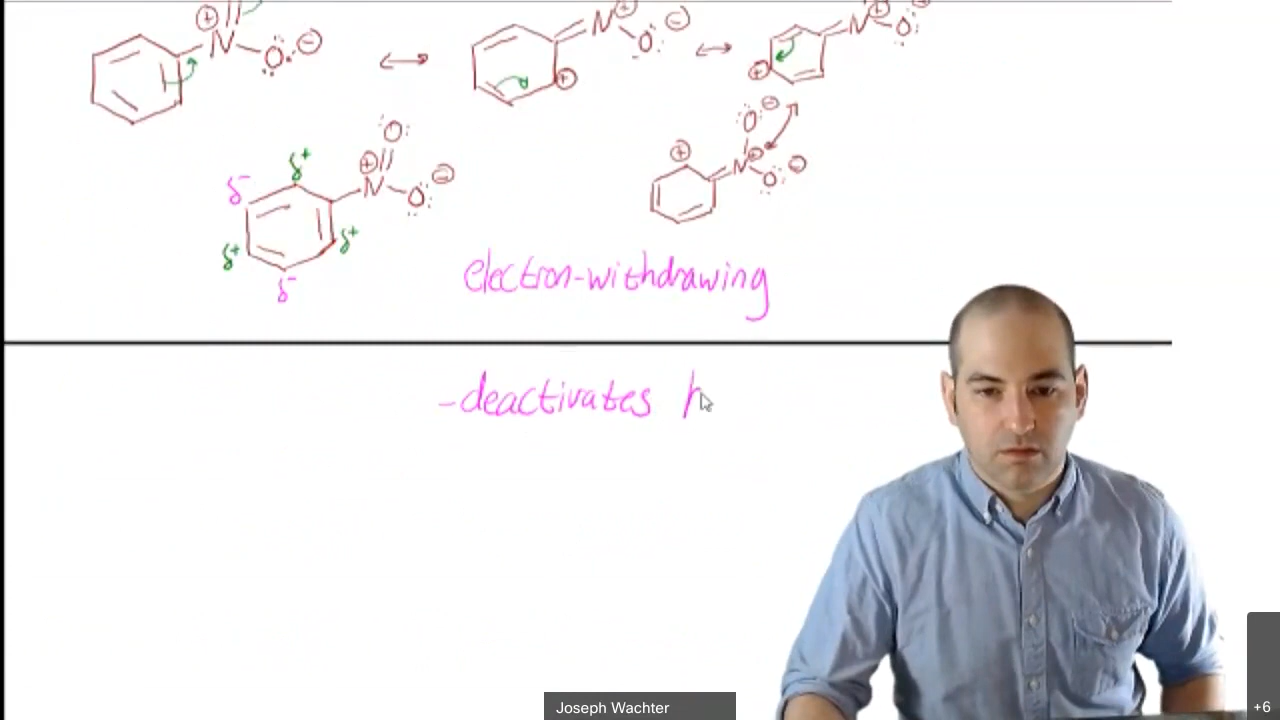 N O
N O
N O
O
N O
O
N O
δ+
δ-
δ+
δ+
δ-
electron-withdrawing
-deactivates
Joseph Wachter
+6